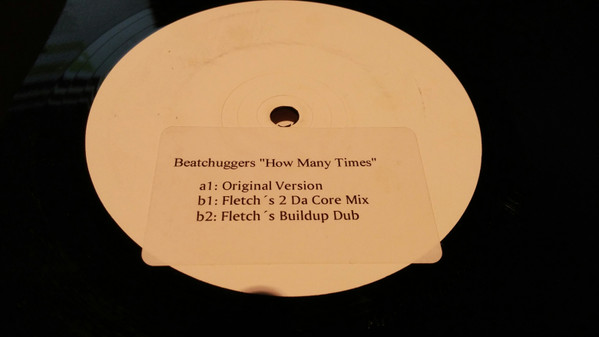 Beatchuggers "How Many Times"
a1: Original Version
b1: Fletch´s 2 Da Core Mix
b2: Fletch´s Buildup Dub